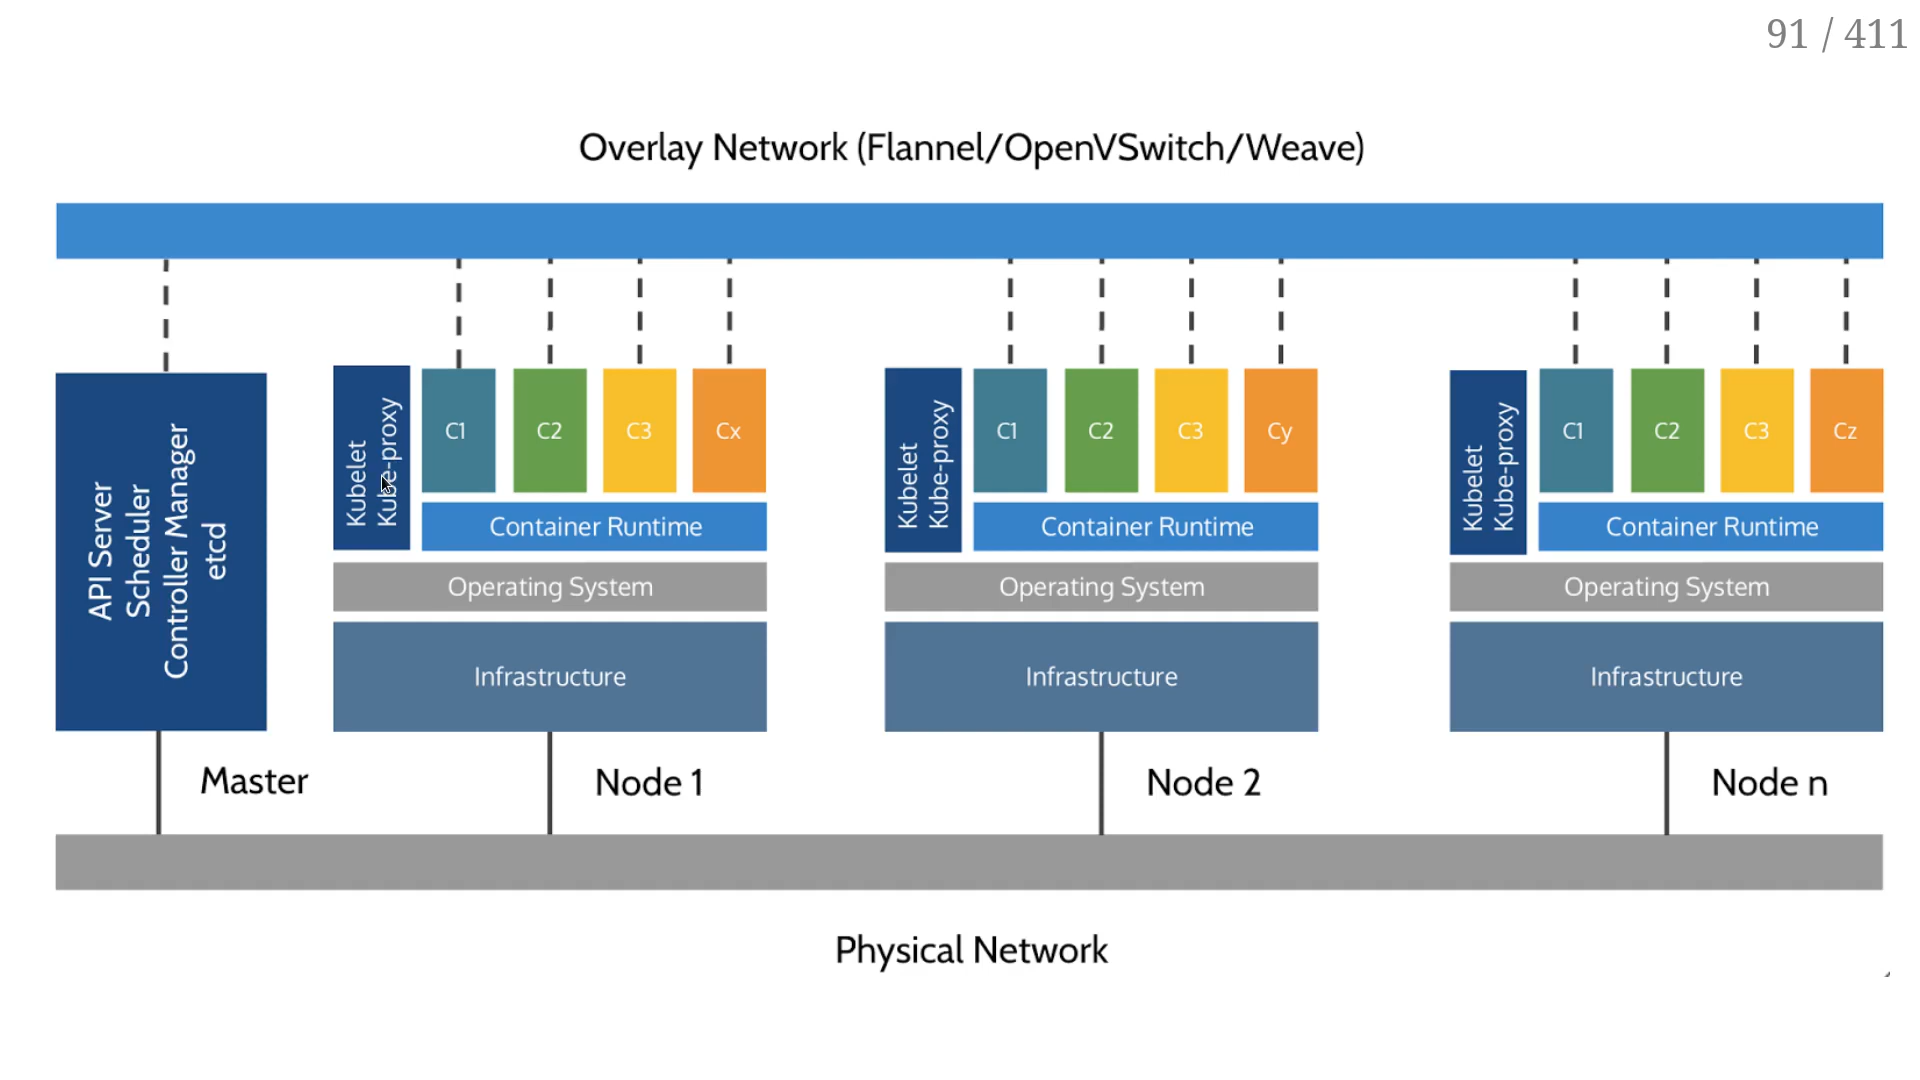 91 / 411
Overlay Network (Flannel/OpenVSwitch/Weave)
API Server
Scheduler
Controller Manager
etcd
Kubelet
Kube-proxy
C1
C2
C3
Cx
Container Runtime
Operating System
Infrastructure
Kubelet
Kube-proxy
C1
C2
C3
Cy
Container Runtime
Operating System
Infrastructure
Kubelet
Kube-proxy
C1
C2
C3
Cz
Container Runtime
Operating System
Infrastructure
Master
Node 1
Node 2
Node n
Physical Network